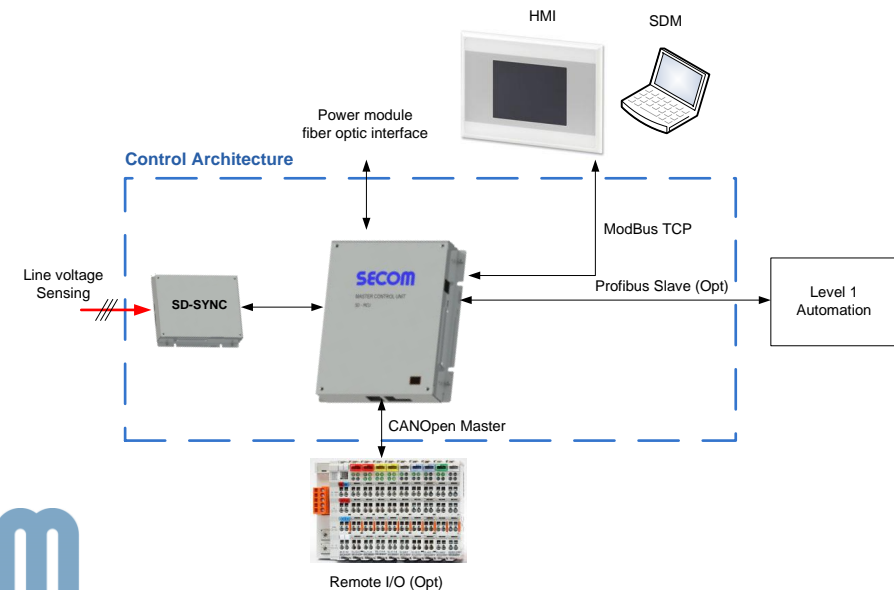 HMI
SDM
Power module
fiber optic interface
Control Architecture
ModBus TCP
Line voltage
Sensing
SD-SYNC
SECOM
MASTER CONTROL UNIT
Profibus Slave (Opt)
Level 1
Automation
CANOpen Master
Remote I/O (Opt)
m